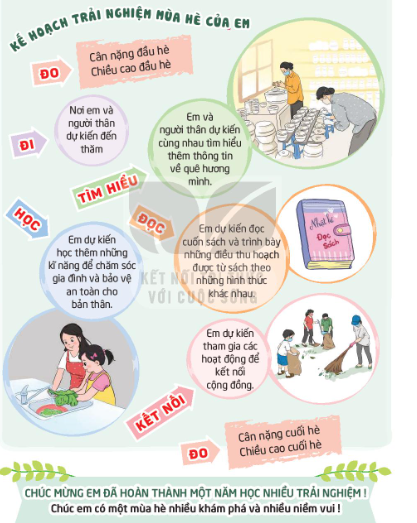 KẾ HOẠCH TRẢI NGHIỆM MÙA HÈ CỦA EM
ĐO
Cân nặng đầu hè
Chiều cao đầu hè
ĐI
Nơi em và
người thân
dự kiến đến
thăm
TÌM HIỂU
Em và
người thân dự kiến
cùng nhau tìm hiểu
thêm thông tin
về quê hương
mình.
HỌC
Em dự kiến
học thêm những
kĩ năng để chăm sóc
gia đình và bảo vệ
an toàn cho
bản thân.
ĐỌC
Em dự kiến đọc
cuốn sách và trình bày
những điều thu hoạch
được từ sách theo
những hình thức
khác nhau.
Nhật kí
Đọc
Sách
KẾT NỐI TRI THỨC
VỚI CUỘC SỐNG
KẾT NỐI
Em dự kiến
tham gia các
hoạt động để
kết nối
cộng đồng.
ĐO
Cân nặng cuối hè
Chiều cao cuối hè
CHÚC MỪNG EM ĐÃ HOÀN THÀNH MỘT NĂM HỌC NHIỀU TRẢI NGHIỆM !
Chúc em có một mùa hè nhiều khám phá và nhiều niềm vui !